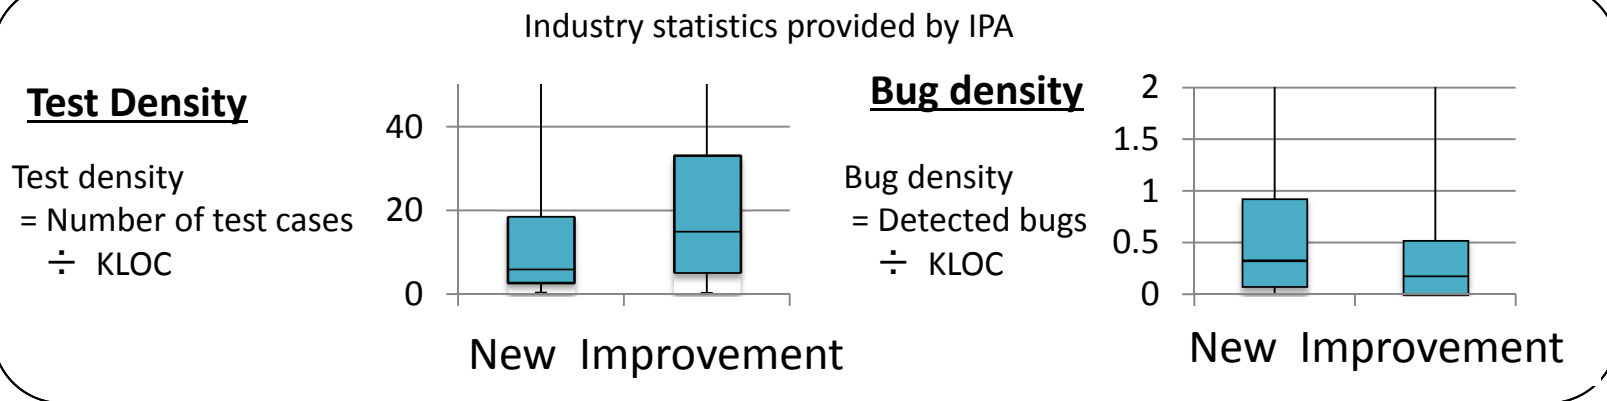 Industry statistics provided by IPA
Test Density
Test density
= Number of test cases
÷ KLOC
40
20
0
New Improvement
Bug density
Bug density
= Detected bugs
÷ KLOC
2
1.5
1
0.5
0
New Improvement